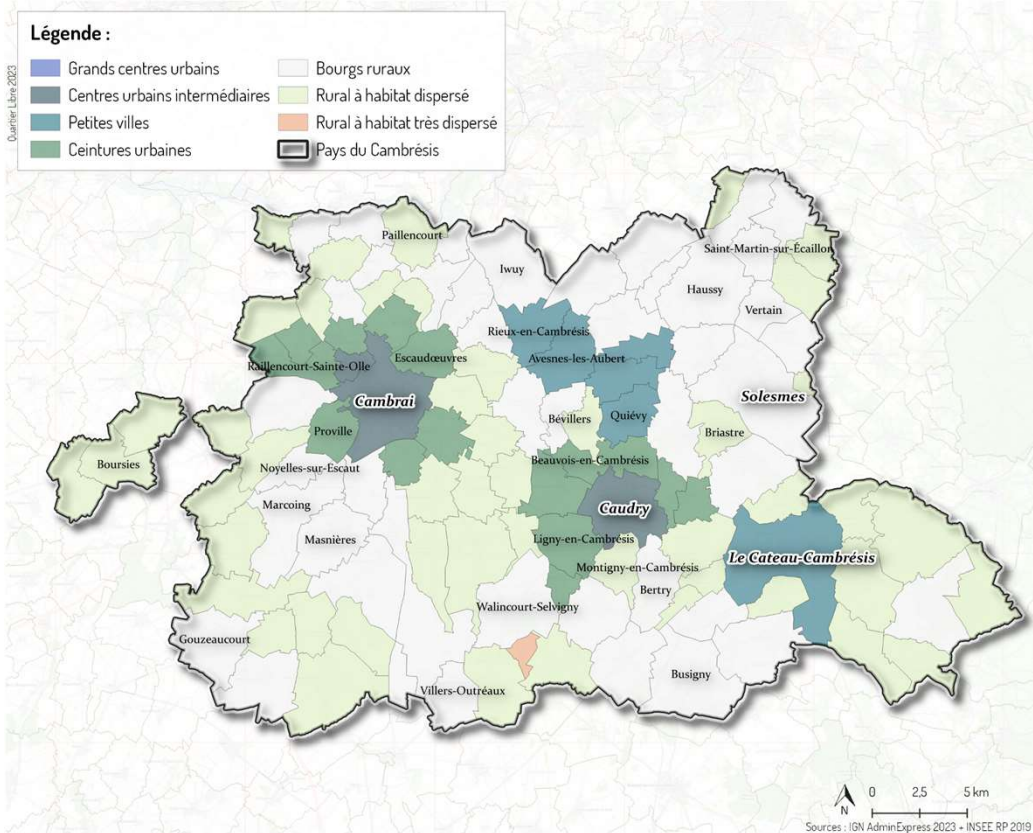 Légende :
Grands centres urbains
Centres urbains intermédiaires
Petites villes
Ceintures urbaines
Bourgs ruraux
Rural à habitat dispersé
Rural à habitat très dispersé
Pays du Cambrésis
Quartier Libre 2023
Paillencourt
Saint-Martin-sur-Écaillon
Iwuy
Haussy
Vertain
Rieux-en-Cambrésis
Escaudœuvres
Avesnes-les-Aubert
Raillencourt-Sainte-Olle
Cambrai
Solesmes
Quiévy
Bévillers
Proville
Briastre
Beauvois-en-Cambrésis
Boursies
Noyelles-sur-Escaut
Marcoing
Caudry
Masnières
Ligny-en-Cambrésis
Le Cateau-Cambrésis
Montigny-en-Cambrésis
Bertry
Walincourt-Selvigny
Gouzeaucourt
Busigny
Villers-Outréaux
N
0 2,5 5 km
Sources : IGN AdminExpress 2023 - INSEE RP 2019